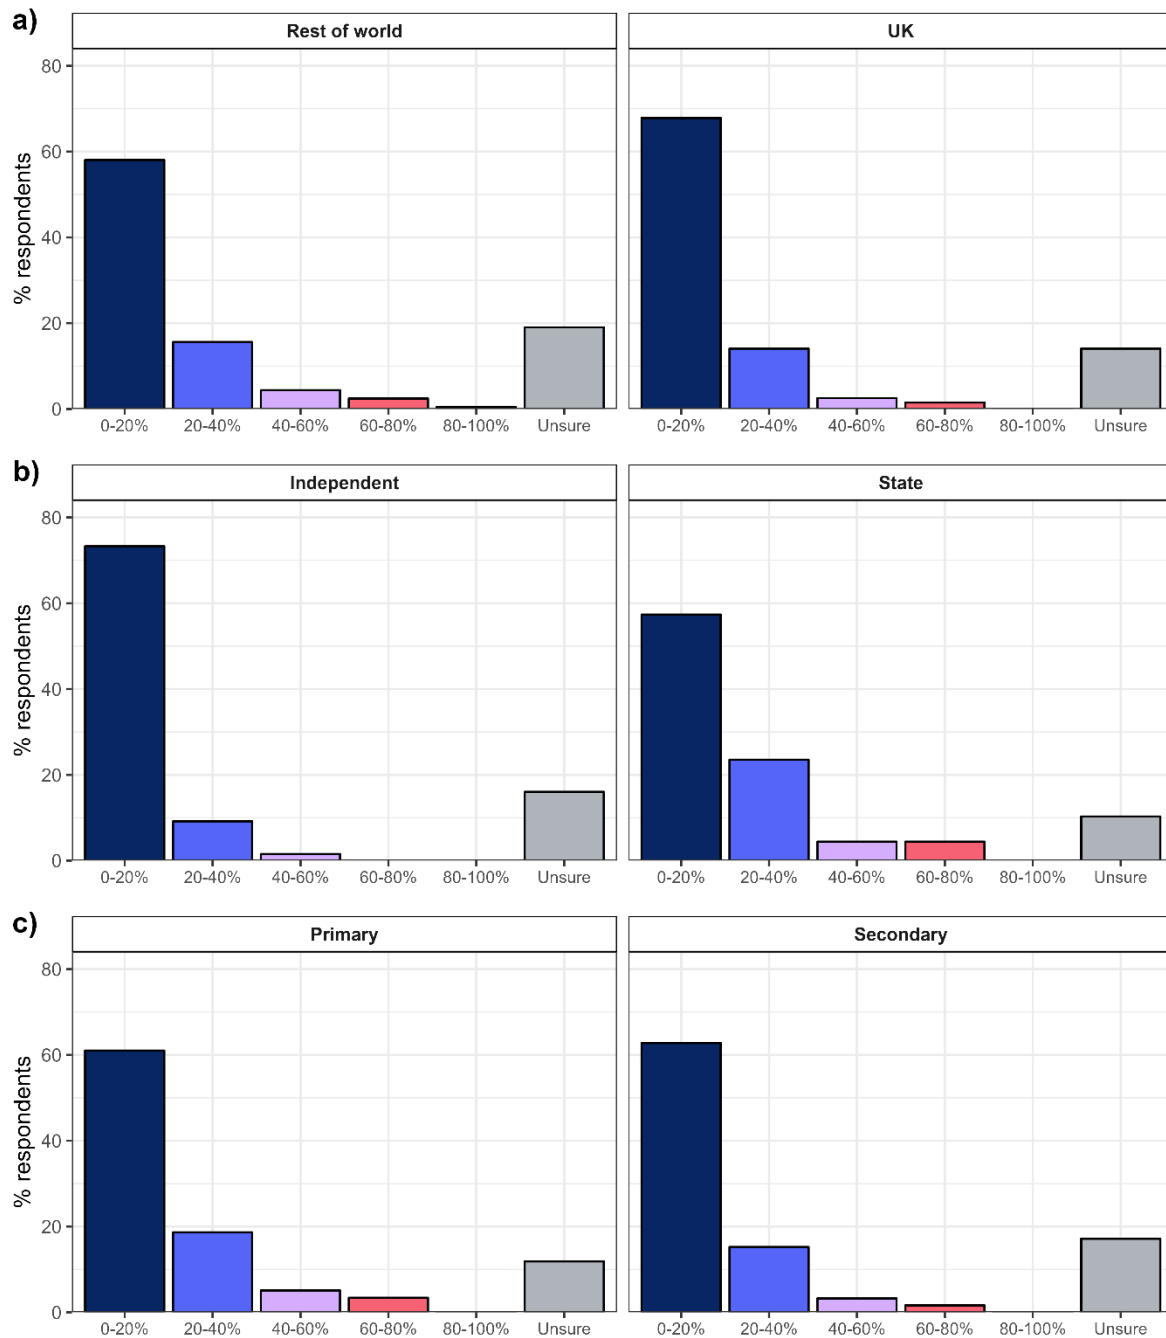 a)
Rest of world
UK
% respondents
80
60
40
20
0
0-20% 20-40% 40-60% 60-80% 80-100% Unsure
0-20% 20-40% 40-60% 60-80% 80-100% Unsure
b)
Independent
State
% respondents
80
60
40
20
0
0-20% 20-40% 40-60% 60-80% 80-100% Unsure
0-20% 20-40% 40-60% 60-80% 80-100% Unsure
c)
Primary
Secondary
% respondents
80
60
40
20
0
0-20% 20-40% 40-60% 60-80% 80-100% Unsure
0-20% 20-40% 40-60% 60-80% 80-100% Unsure